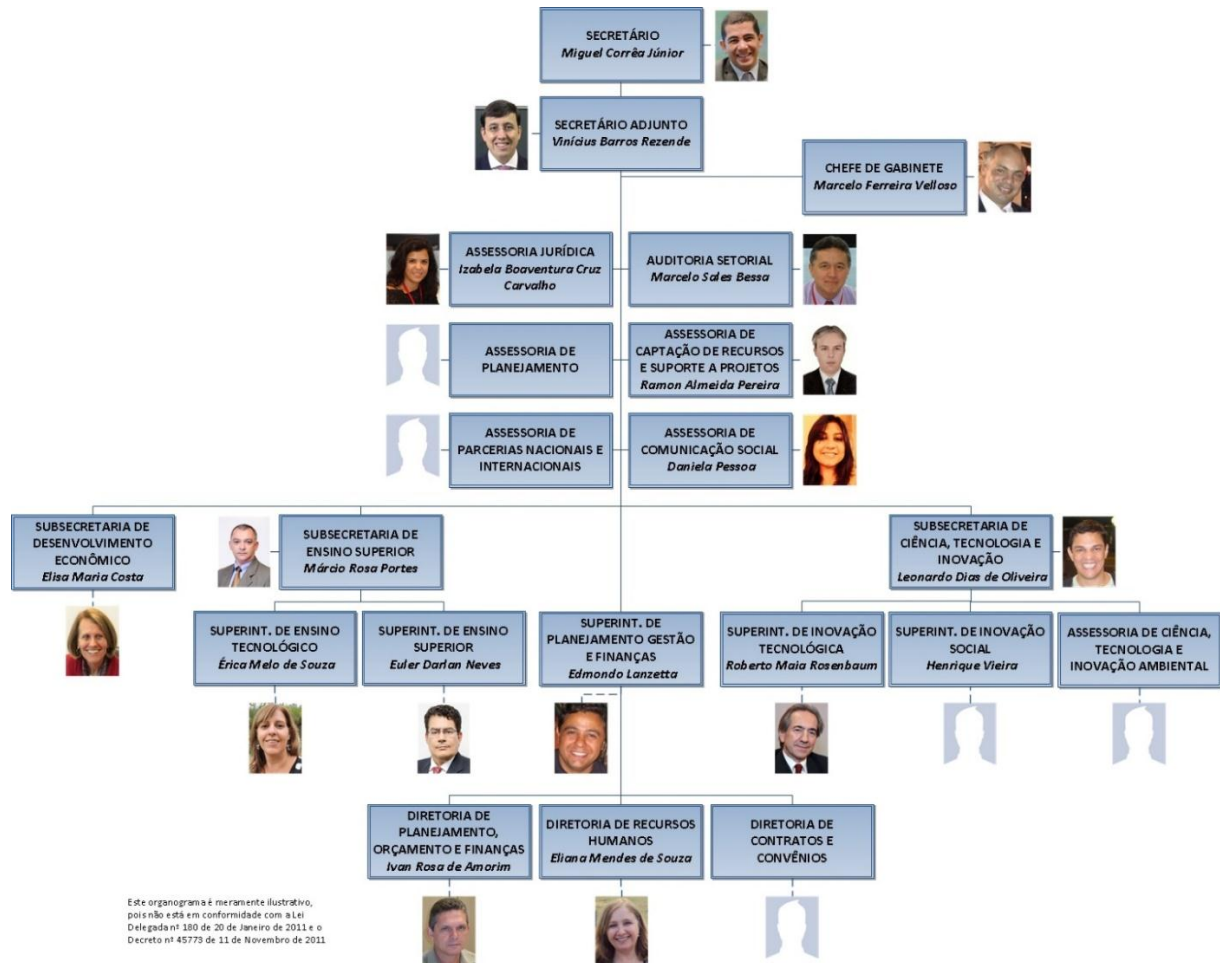 SECRETÁRIO
Miguel Corrêa Júnior
SECRETÁRIO ADJUNTO
Vinícius Barros Rezende
CHEFE DE GABINETE
Marcelo Ferreira Velloso
ASSESSORIA JURÍDICA
Izabela Boaventura Cruz
Carvalho
AUDITORIA SETORIAL
Marcelo Sales Bessa
ASSESSORIA DE
PLANEJAMENTO
ASSESSORIA DE
CAPTAÇÃO DE RECURSOS
E SUPORTE A PROJETOS
Ramon Almeida Pereira
ASSESSORIA DE
PARCERIAS NACIONAIS E
INTERNACIONAIS
ASSESSORIA DE
COMUNICAÇÃO SOCIAL
Daniela Pessoa
SUBSECRETARIA DE
DESENVOLVIMENTO
ECONÔMICO
Elisa Maria Costa
SUBSECRETARIA DE
ENSINO SUPERIOR
Márcio Rosa Portes
SUBSECRETARIA DE
CIÊNCIA, TECNOLOGIA E
INOVAÇÃO
Leonardo Dias de Oliveira
SUPERINT. DE ENSINO
TECNOLÓGICO
Érica Melo de Souza
SUPERINT. DE ENSINO
SUPERIOR
Euler Darlan Neves
SUPERINT. DE
PLANEJAMENTO GESTÃO
E FINANÇAS
Edmondo Lanzetta
SUPERINT. DE INOVAÇÃO
TECNOLÓGICA
Roberto Maia Rosenbaum
SUPERINT. DE INOVAÇÃO
SOCIAL
Henrique Vieira
ASSESSORIA DE CIÊNCIA,
TECNOLOGIA E
INOVAÇÃO AMBIENTAL
DIRETORIA DE
PLANEJAMENTO,
ORÇAMENTO E FINANÇAS
Ivan Rosa de Amorim
DIRETORIA DE RECURSOS
HUMANOS
Eliana Mendes de Souza
DIRETORIA DE
CONTRATOS E
CONVÊNIOS
Este organograma é meramente ilustrativo,
pois não está em conformidade com a Lei
Delegada nº 180 de 20 de Janeiro de 2011 e o
Decreto nº 45773 de 11 de Novembro de 2011